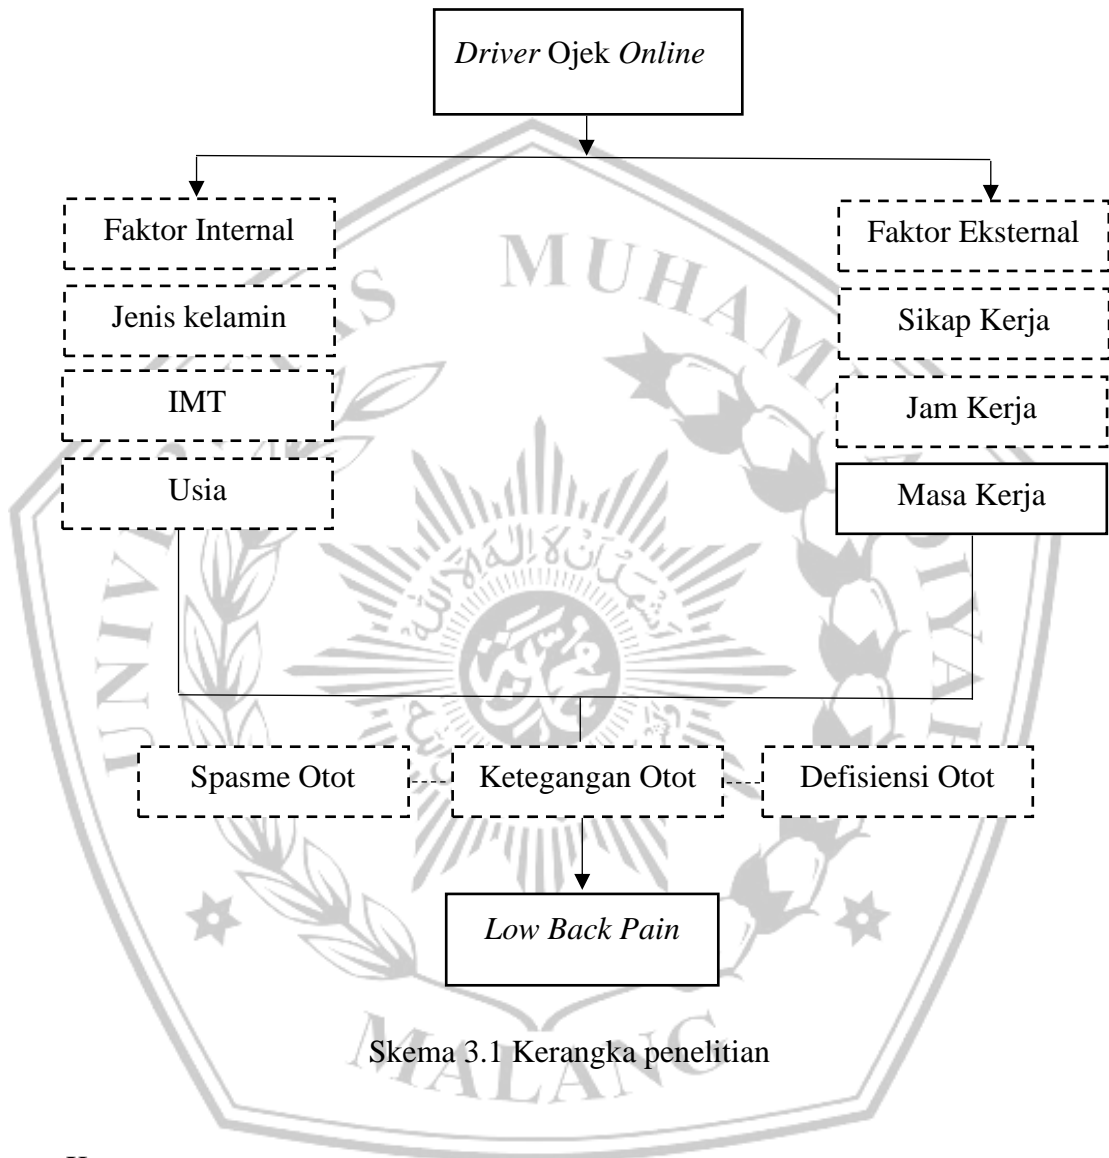 Driver Ojek Online
Faktor Internal
Jenis kelamin
IMT
Usia
Faktor Eksternal
Sikap Kerja
Jam Kerja
Masa Kerja
Spasme Otot
Ketegangan Otot
Defisiensi Otot
Low Back Pain
MALANG
Skema 3.1 Kerangka penelitian